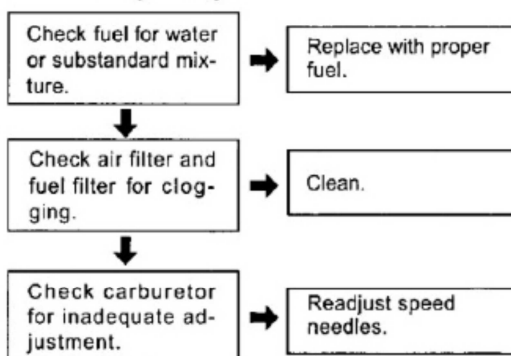 Check fuel for water
or substandard mix-
ture.
Replace with proper
fuel.
Check air filter and
fuel filter for clog-
ging.
Clean.
Check carburetor
for inadequate ad-
justment.
Readjust speed
needles.